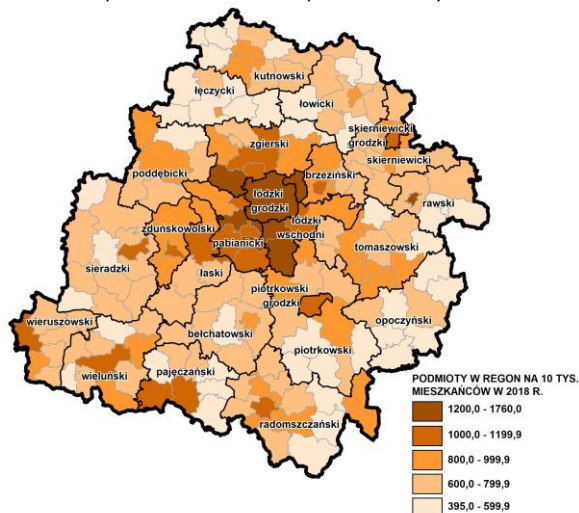 kutnowski
łęczycki
łowicki
skierniewicki
grodzki
zgierski
skierniewicki
brzeziński
poddębicki
rawski
łódzki
grodzki
łódzki
wschodni
zduńskowolski
pabianicki
tomaszowski
sieradzki
łaski
piotrkowski
grodzki
wieruszowski
opoczyński
bełchatowski
piotrkowski
wieluński
pajęczański
radomszczański
PODMIOTY W REGON NA 10 TYS.
MIESZKAŃCÓW W 2018 R.
1200,0 - 1760,0
1000,0 - 1199,9
800,0 - 999,9
600,0 - 799,9
395,0 - 599,9